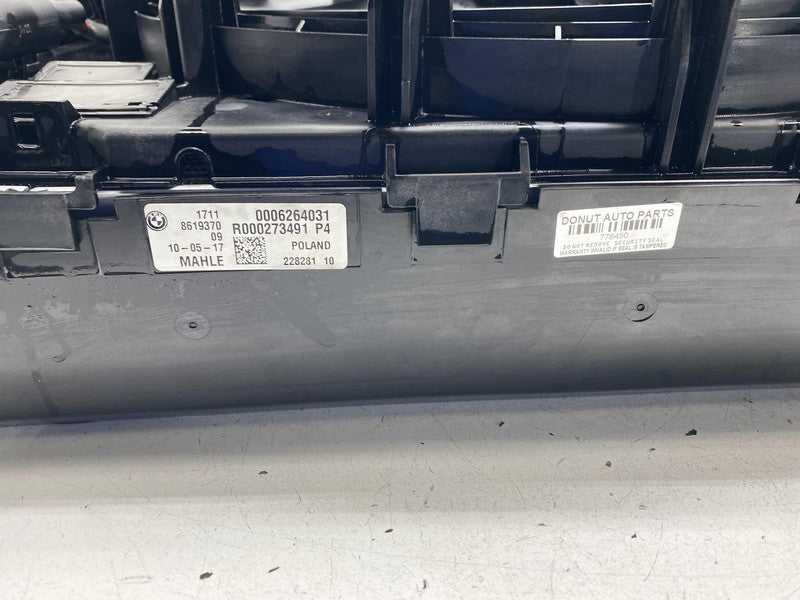 1711 0006264031
8619370 R000273491 P4
09
10-05-17 POLAND
MAHLE 228281 10
DONUT AUTO PARTS
778450
DO NOT REMOVE SECURITY SEAL
WARRANTY INVALID IF SEAL IS TAMPERED